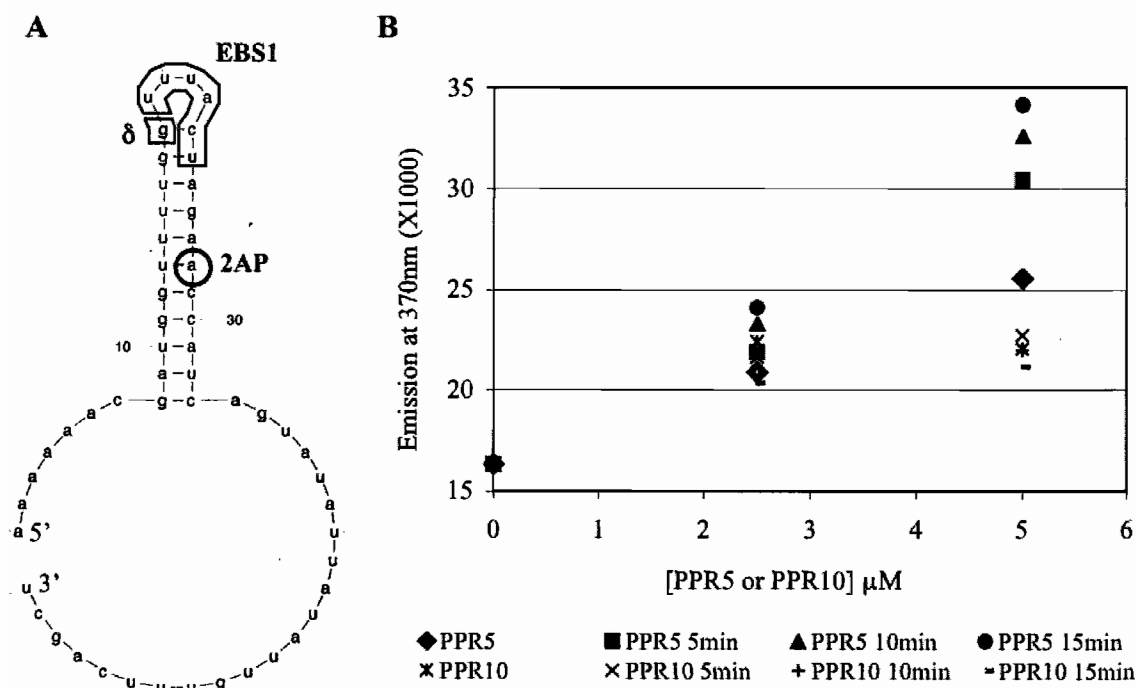 A
EBS1
u u
u a
δ g c
g u
u a
u g
u a
u a 2AP
g c
g c 30
10 u a
a u
a a a a a a c g c a g u a u a u u a u a u u g u u u c a g c u
5'
3'
B
Emission at 370nm (X1000)
35
30
25
20
15
0 1 2 3 4 5 6
[PPR5 or PPR10] μM
PPR5 PPR5 5min PPR5 10min PPR5 15min
PPR10 PPR10 5min PPR10 10min PPR10 15min